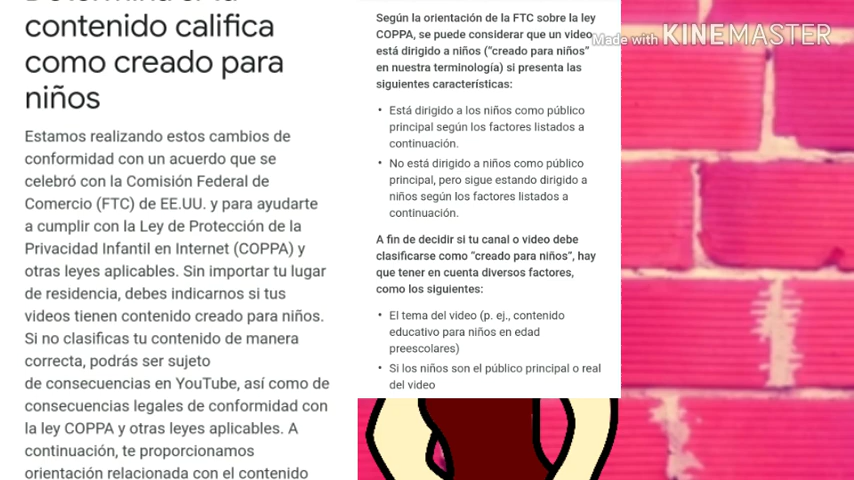 contenido califica
como creado para
niños
Estamos realizando estos cambios de
conformidad con un acuerdo que se
celebró con la Comisión Federal de
Comercio (FTC) de EE.UU. y para ayudarte
a cumplir con la Ley de Protección de la
Privacidad Infantil en Internet (COPPA) y
otras leyes aplicables. Sin importar tu lugar
de residencia, debes indicarnos si tus
videos tienen contenido creado para niños.
Si no clasificas tu contenido de manera
correcta, podrás ser sujeto
de consecuencias en YouTube, así como de
consecuencias legales de conformidad con
la ley COPPA y otras leyes aplicables. A
continuación, te proporcionamos
orientación relacionada con el contenido
Según la orientación de la FTC sobre la ley
COPPA, se puede considerar que un video
está dirigido a niños (“creado para niños”
en nuestra terminología) si presenta las
siguientes características:
• Está dirigido a los niños como público
principal según los factores listados a
continuación.
• No está dirigido a niños como público
principal, pero sigue estando dirigido a
niños según los factores listados a
continuación.
A fin de decidir si tu canal o video debe
clasificarse como “creado para niños”, hay
que tener en cuenta diversos factores,
como los siguientes:
• El tema del video (p. ej., contenido
educativo para niños en edad
preescolares)
• Si los niños son el público principal o real
del video
Made with KINEMASTER